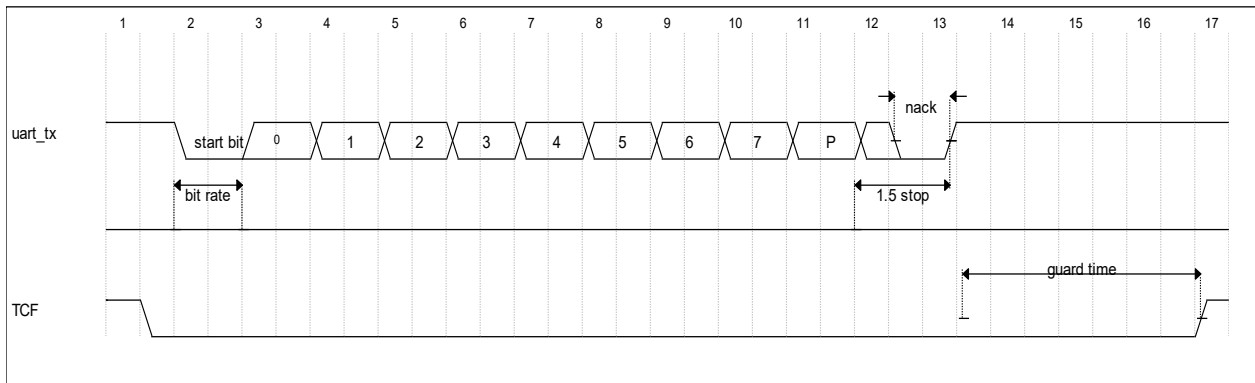 1 2 3 4 5 6 7 8 9 10 11 12 13 14 15 16 17
nack
uart_tx
start bit 0 1 2 3 4 5 6 7 P
bit rate
1.5 stop
guard time
TCF